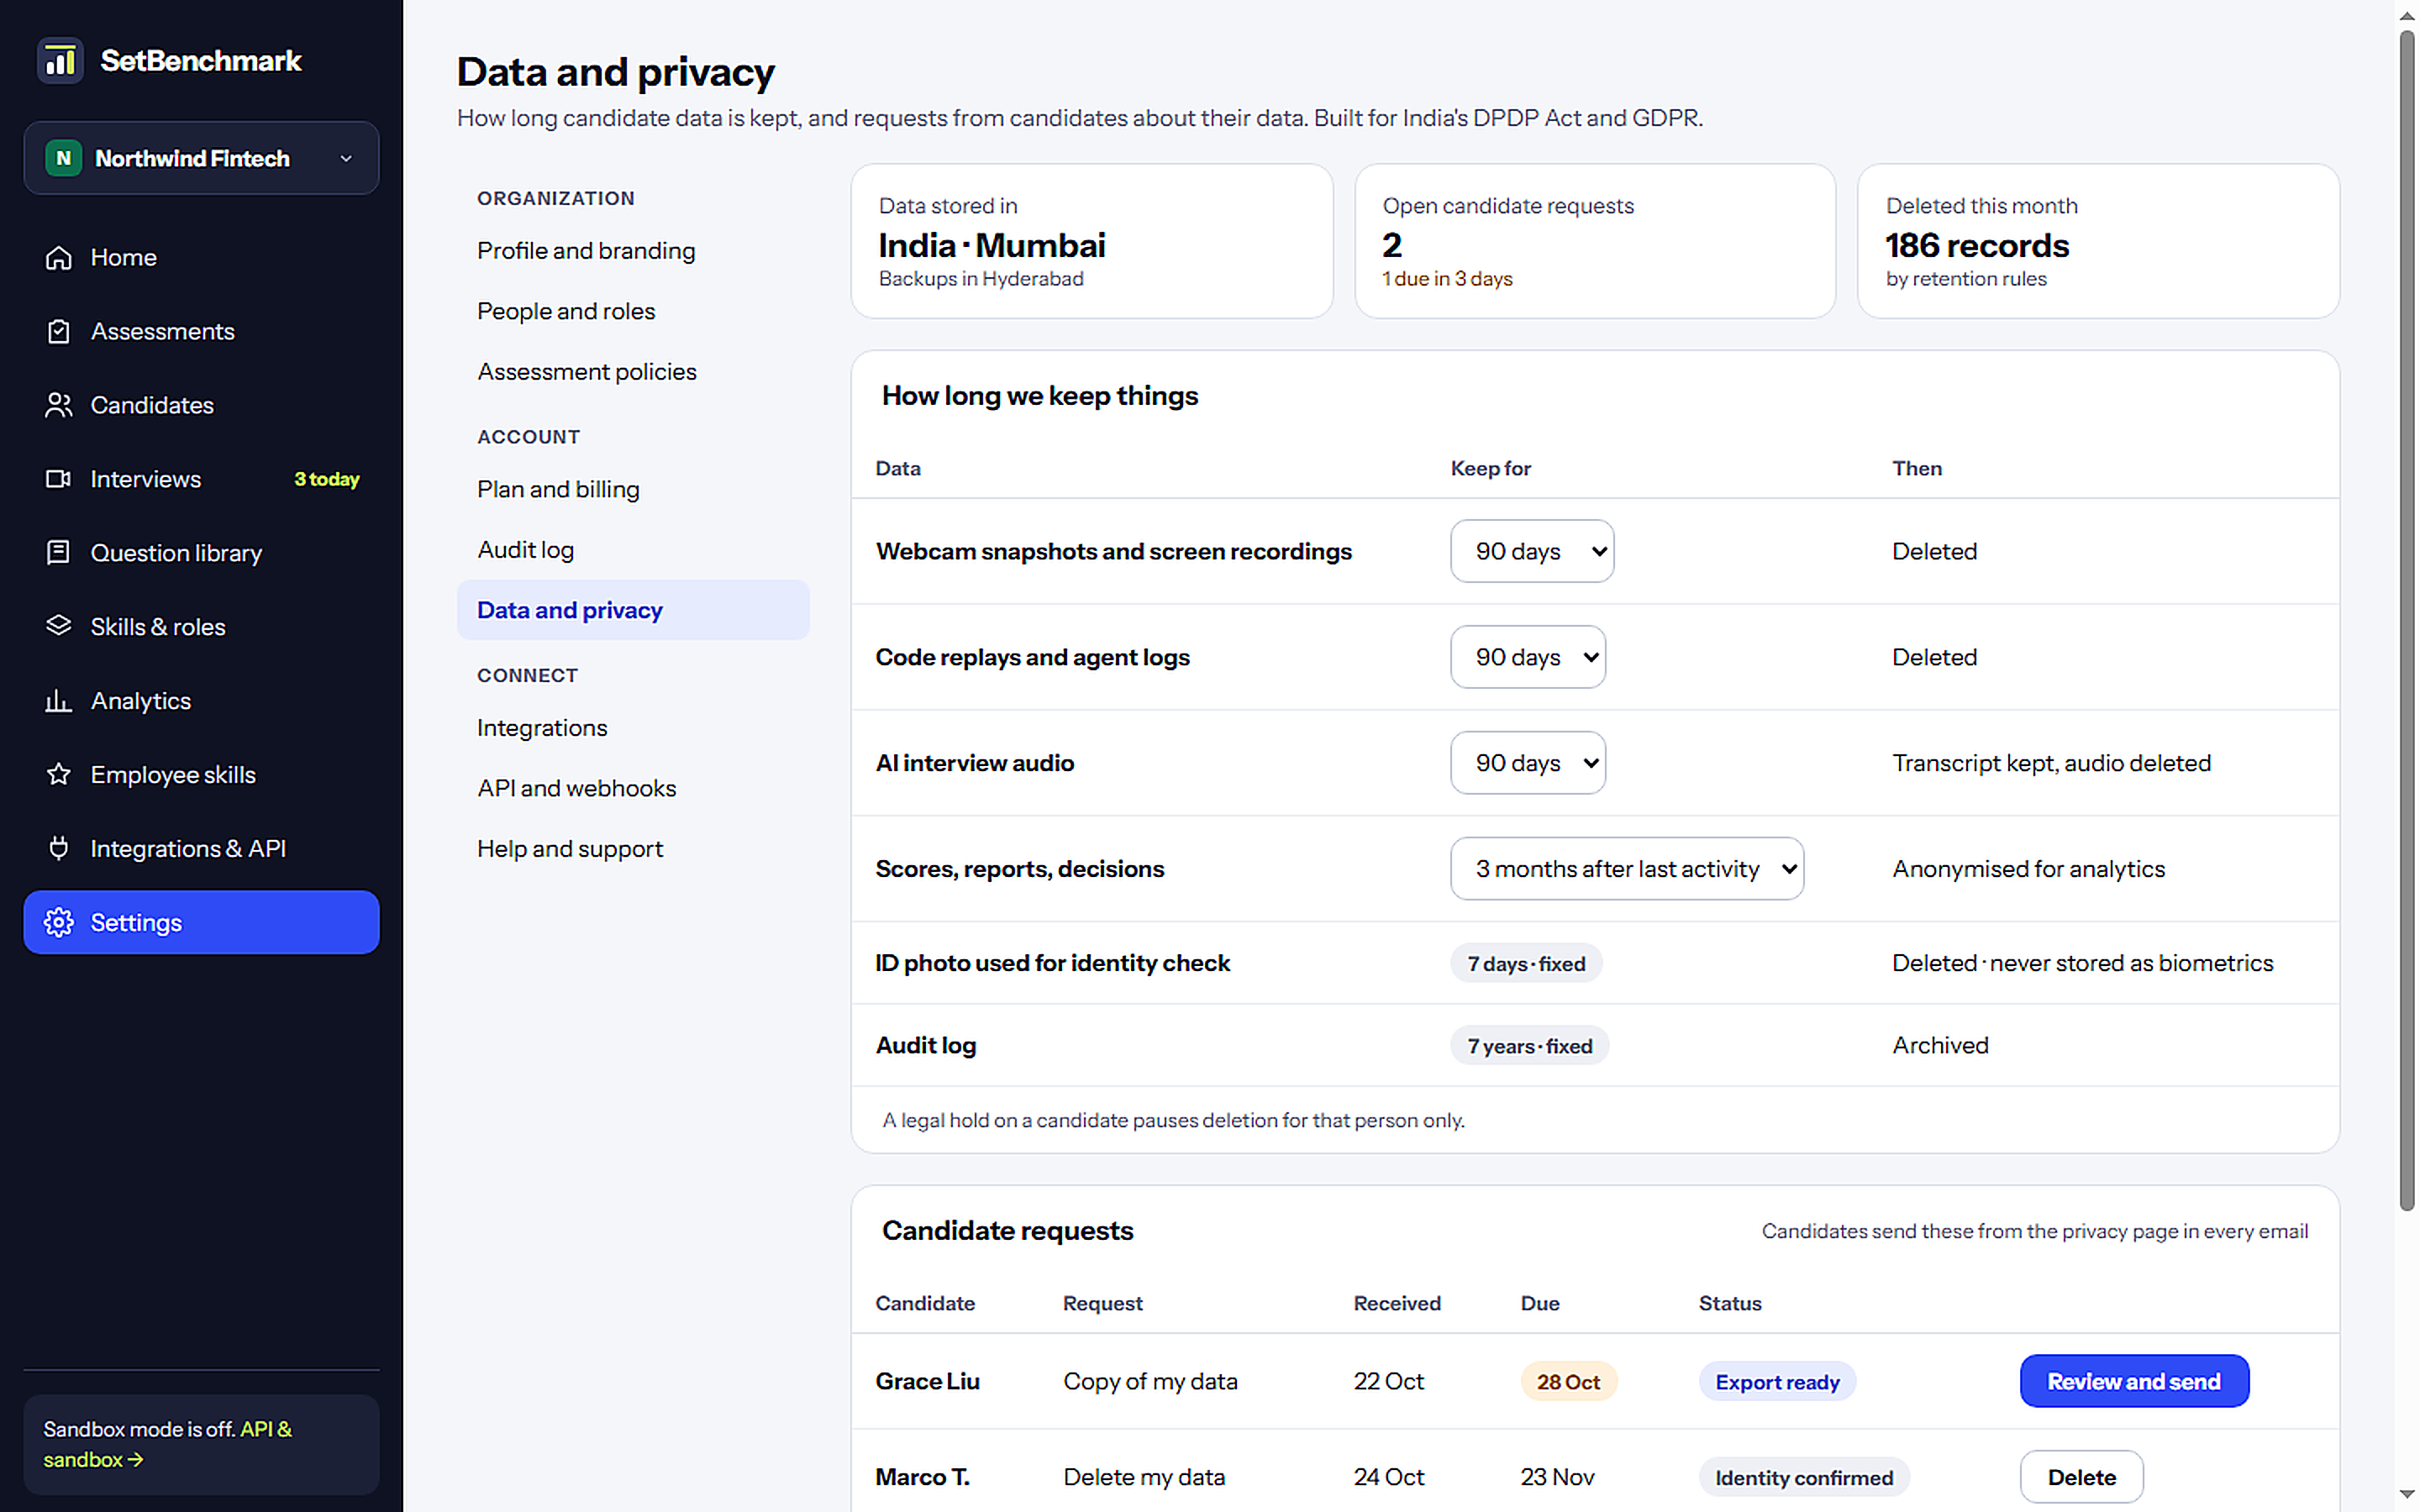 SetBenchmark
N Northwind Fintech
Home
Assessments
Candidates
Interviews 3 today
Question library
Skills & roles
Analytics
Employee skills
Integrations & API
Settings
Sandbox mode is off. API &
sandbox →
Data and privacy
How long candidate data is kept, and requests from candidates about their data. Built for India's DPDP Act and GDPR.
ORGANIZATION
Profile and branding
People and roles
Assessment policies
ACCOUNT
Plan and billing
Audit log
Data and privacy
CONNECT
Integrations
API and webhooks
Help and support
Data stored in
India · Mumbai
Backups in Hyderabad
Open candidate requests
2
1 due in 3 days
Deleted this month
186 records
by retention rules
How long we keep things
Data Keep for Then
Webcam snapshots and screen recordings 90 days Deleted
Code replays and agent logs 90 days Deleted
AI interview audio 90 days Transcript kept, audio deleted
Scores, reports, decisions 3 months after last activity Anonymised for analytics
ID photo used for identity check 7 days · fixed Deleted · never stored as biometrics
Audit log 7 years · fixed Archived
A legal hold on a candidate pauses deletion for that person only.
Candidate requests Candidates send these from the privacy page in every email
Candidate Request Received Due Status
Grace Liu Copy of my data 22 Oct 28 Oct Export ready Review and send
Marco T. Delete my data 24 Oct 23 Nov Identity confirmed Delete